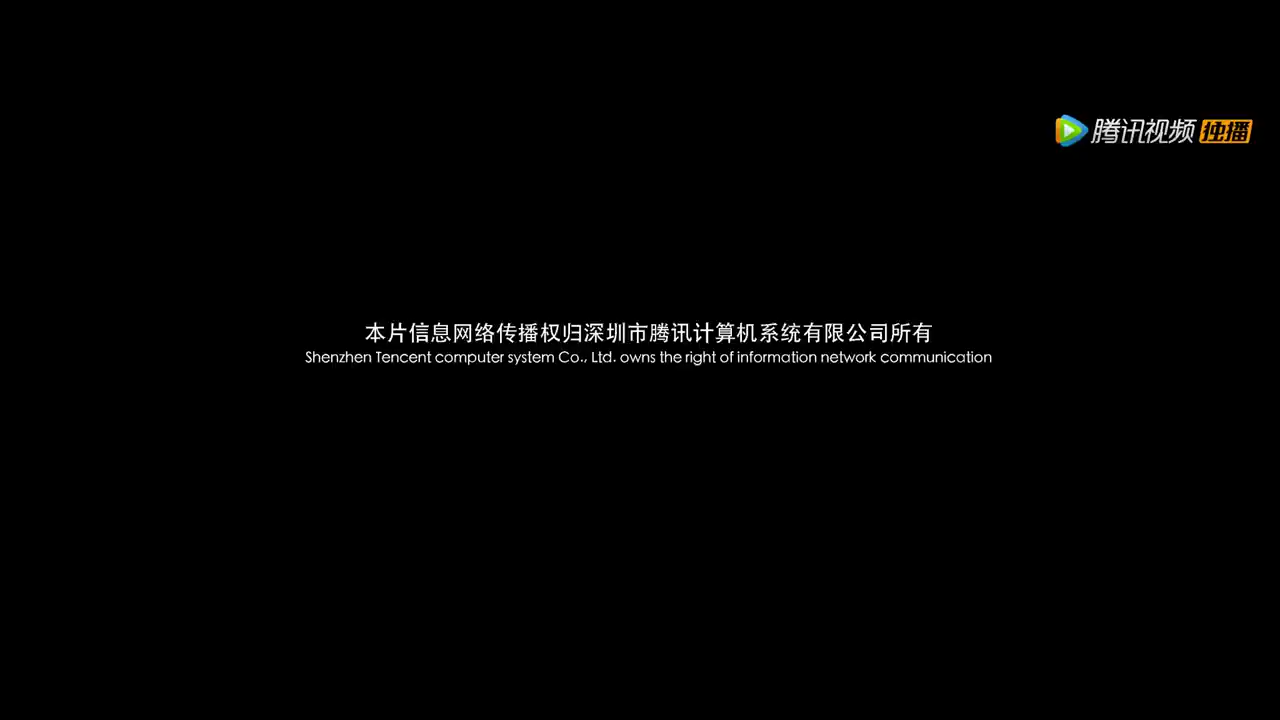 腾讯视频 独播
本片信息网络传播权归深圳市腾讯计算机系统有限公司所有
Shenzhen Tencent computer system Co., Ltd. owns the right of information network communication